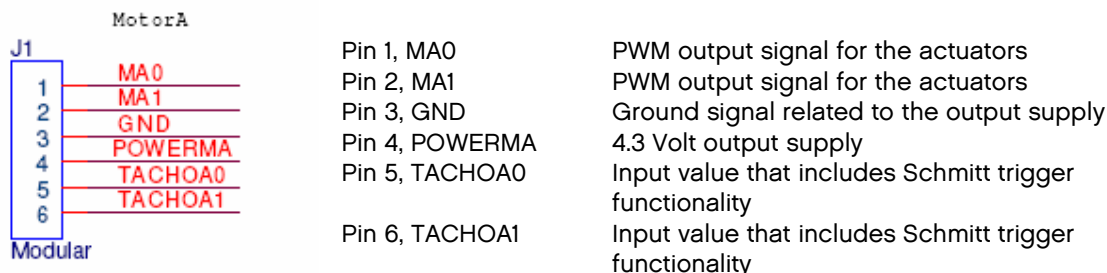 MotorA
J1
1 MA0
2 MA1
3 GND
4 POWERMA
5 TACHOA0
6 TACHOA1
Modular
Pin 1, MA0 PWM output signal for the actuators
Pin 2, MA1 PWM output signal for the actuators
Pin 3, GND Ground signal related to the output supply
Pin 4, POWERMA 4.3 Volt output supply
Pin 5, TACHOA0 Input value that includes Schmitt trigger
functionality
Pin 6, TACHOA1 Input value that includes Schmitt trigger
functionality